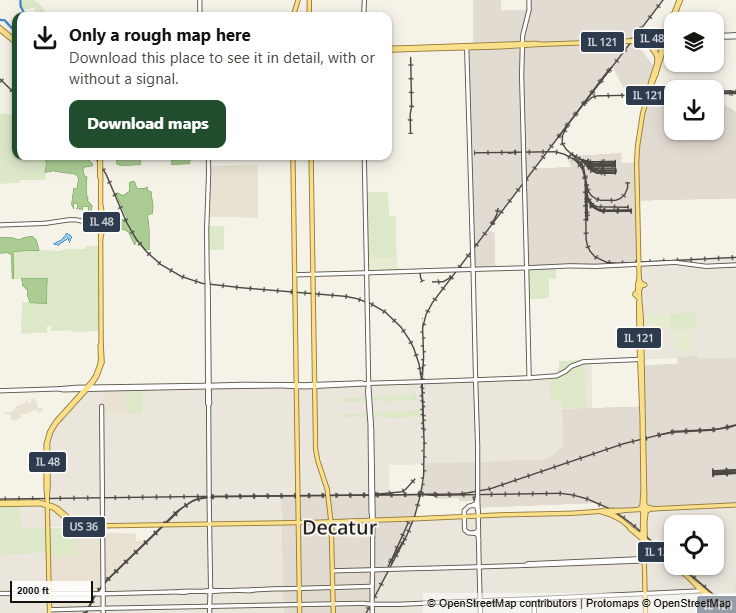 Only a rough map here
Download this place to see it in detail, with or
without a signal.
Download maps
IL 121
IL 48
IL 121
IL 48
IL 121
IL 48
US 36
Decatur
2000 ft
© OpenStreetMap contributors | Protomaps © OpenStreetMap